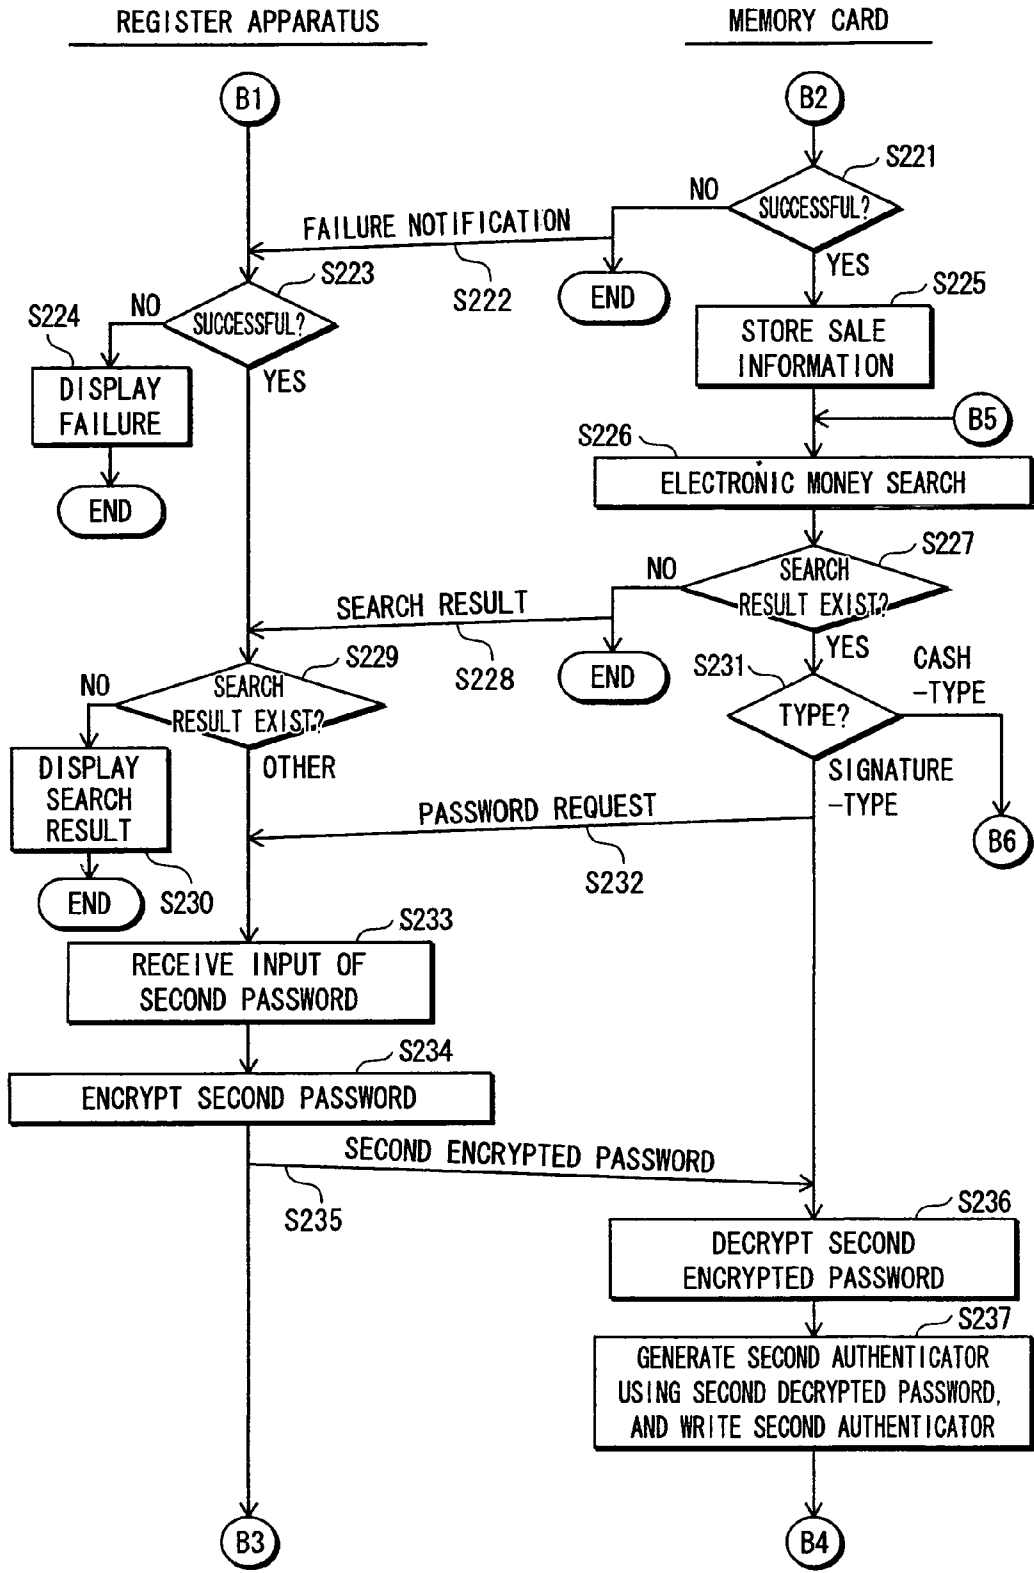 REGISTER APPARATUS
MEMORY CARD
B1
B2
S221
NO
SUCCESSFUL?
FAILURE NOTIFICATION
YES
S222
END
S223
S225
NO
S224
SUCCESSFUL?
STORE SALE
INFORMATION
YES
DISPLAY
FAILURE
B5
S226
END
ELECTRONIC MONEY SEARCH
S227
NO
SEARCH
RESULT EXIST?
SEARCH RESULT
S228
END
YES
S229
NO
SEARCH
RESULT EXIST?
S231
CASH
-TYPE
TYPE?
OTHER
SIGNATURE
-TYPE
DISPLAY
SEARCH
RESULT
PASSWORD REQUEST
S232
B6
END
S230
S233
RECEIVE INPUT OF
SECOND PASSWORD
S234
ENCRYPT SECOND PASSWORD
SECOND ENCRYPTED PASSWORD
S235
S236
DECRYPT SECOND
ENCRYPTED PASSWORD
S237
GENERATE SECOND AUTHENTICATOR
USING SECOND DECRYPTED PASSWORD,
AND WRITE SECOND AUTHENTICATOR
B3
B4